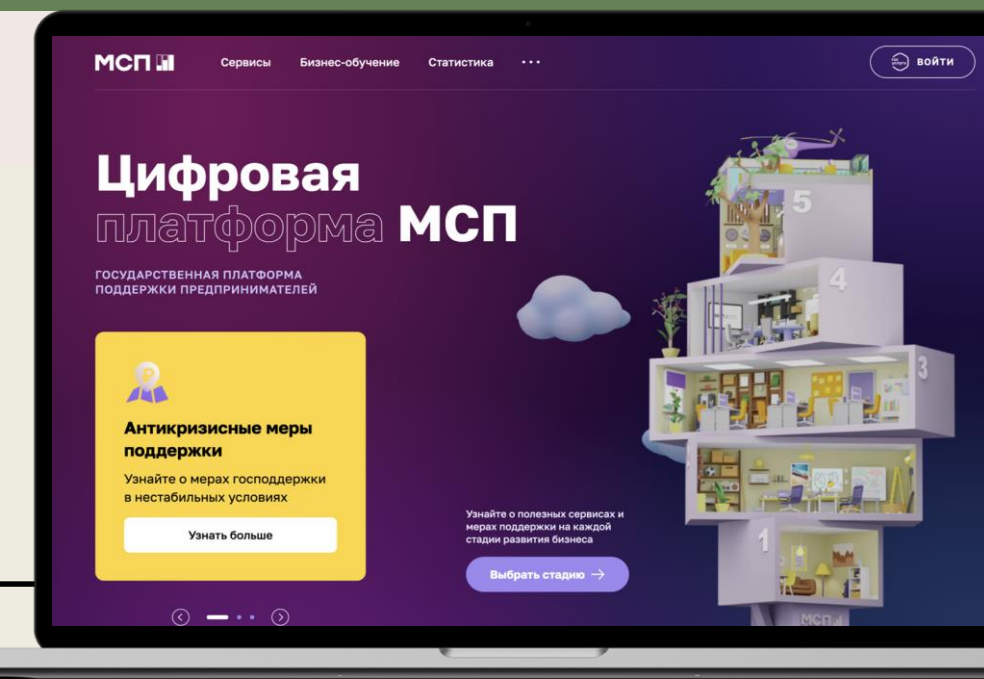 МСП
Сервисы
Бизнес-обучение
Статистика
ВОЙТИ
Цифровая
платформа МСП
ГОСУДАРСТВЕННАЯ ПЛАТФОРМА
ПОДДЕРЖКИ ПРЕДПРИНИМАТЕЛЕЙ
Антикризисные меры
поддержки
Узнайте о мерах господдержки
в нестабильных условиях
Узнать больше
Узнайте о полезных сервисах и
мерах поддержки на каждой
стадии развития бизнеса
Выбрать стадию →
5
4
3
1
МСП